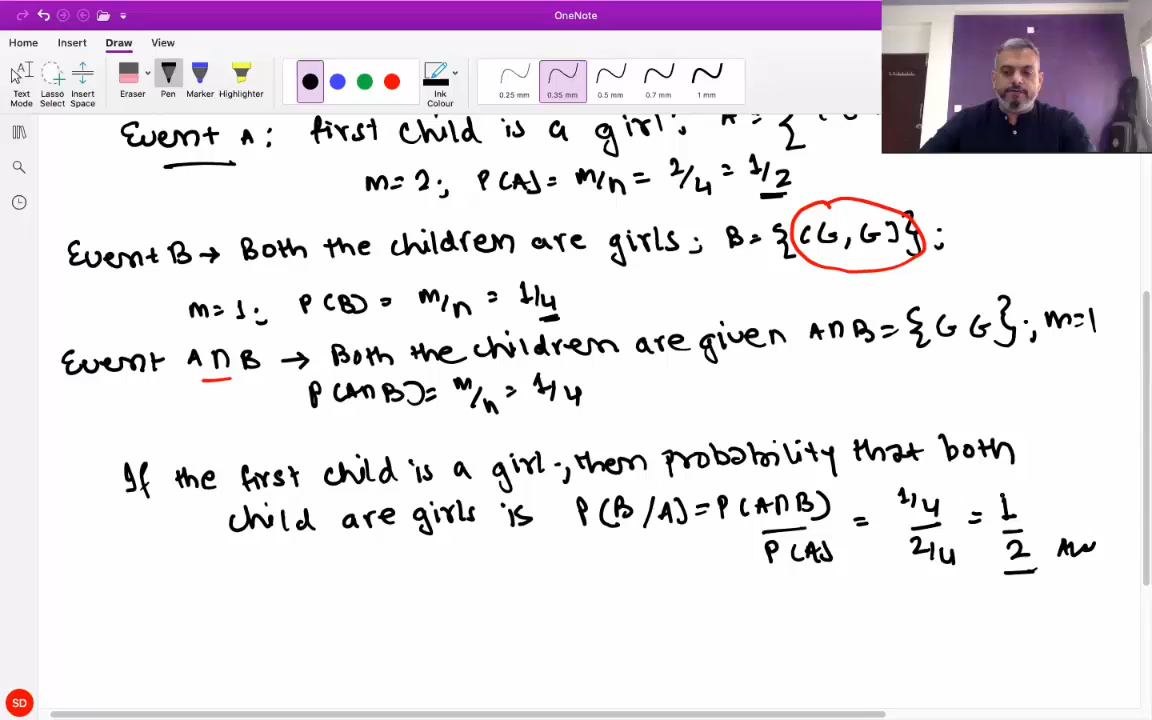 OneNote
Home Insert Draw View
Text Mode
Lasso Select
Insert Space
Eraser
Pen
Marker
Highlighter
Ink Colour
0.25 mm
0.35 mm
0.5 mm
0.7 mm
1 mm
Event A: first child is a girl; A = {
m = 2; P(A) = m/n = 2/4 = 1/2
Event B → Both the children are girls; B = {(G, G)};
m = 1; P(B) = m/n = 1/4
Event A∩B → Both the children are given A∩B = {G G}; m=1
P(A∩B) = m/n = 1/4
If the first child is a girl, then probability that both
child are girls is P(B/A) = P(A∩B)/P(A) = 1/4 / 2/4 = 1/2 Ans
SD